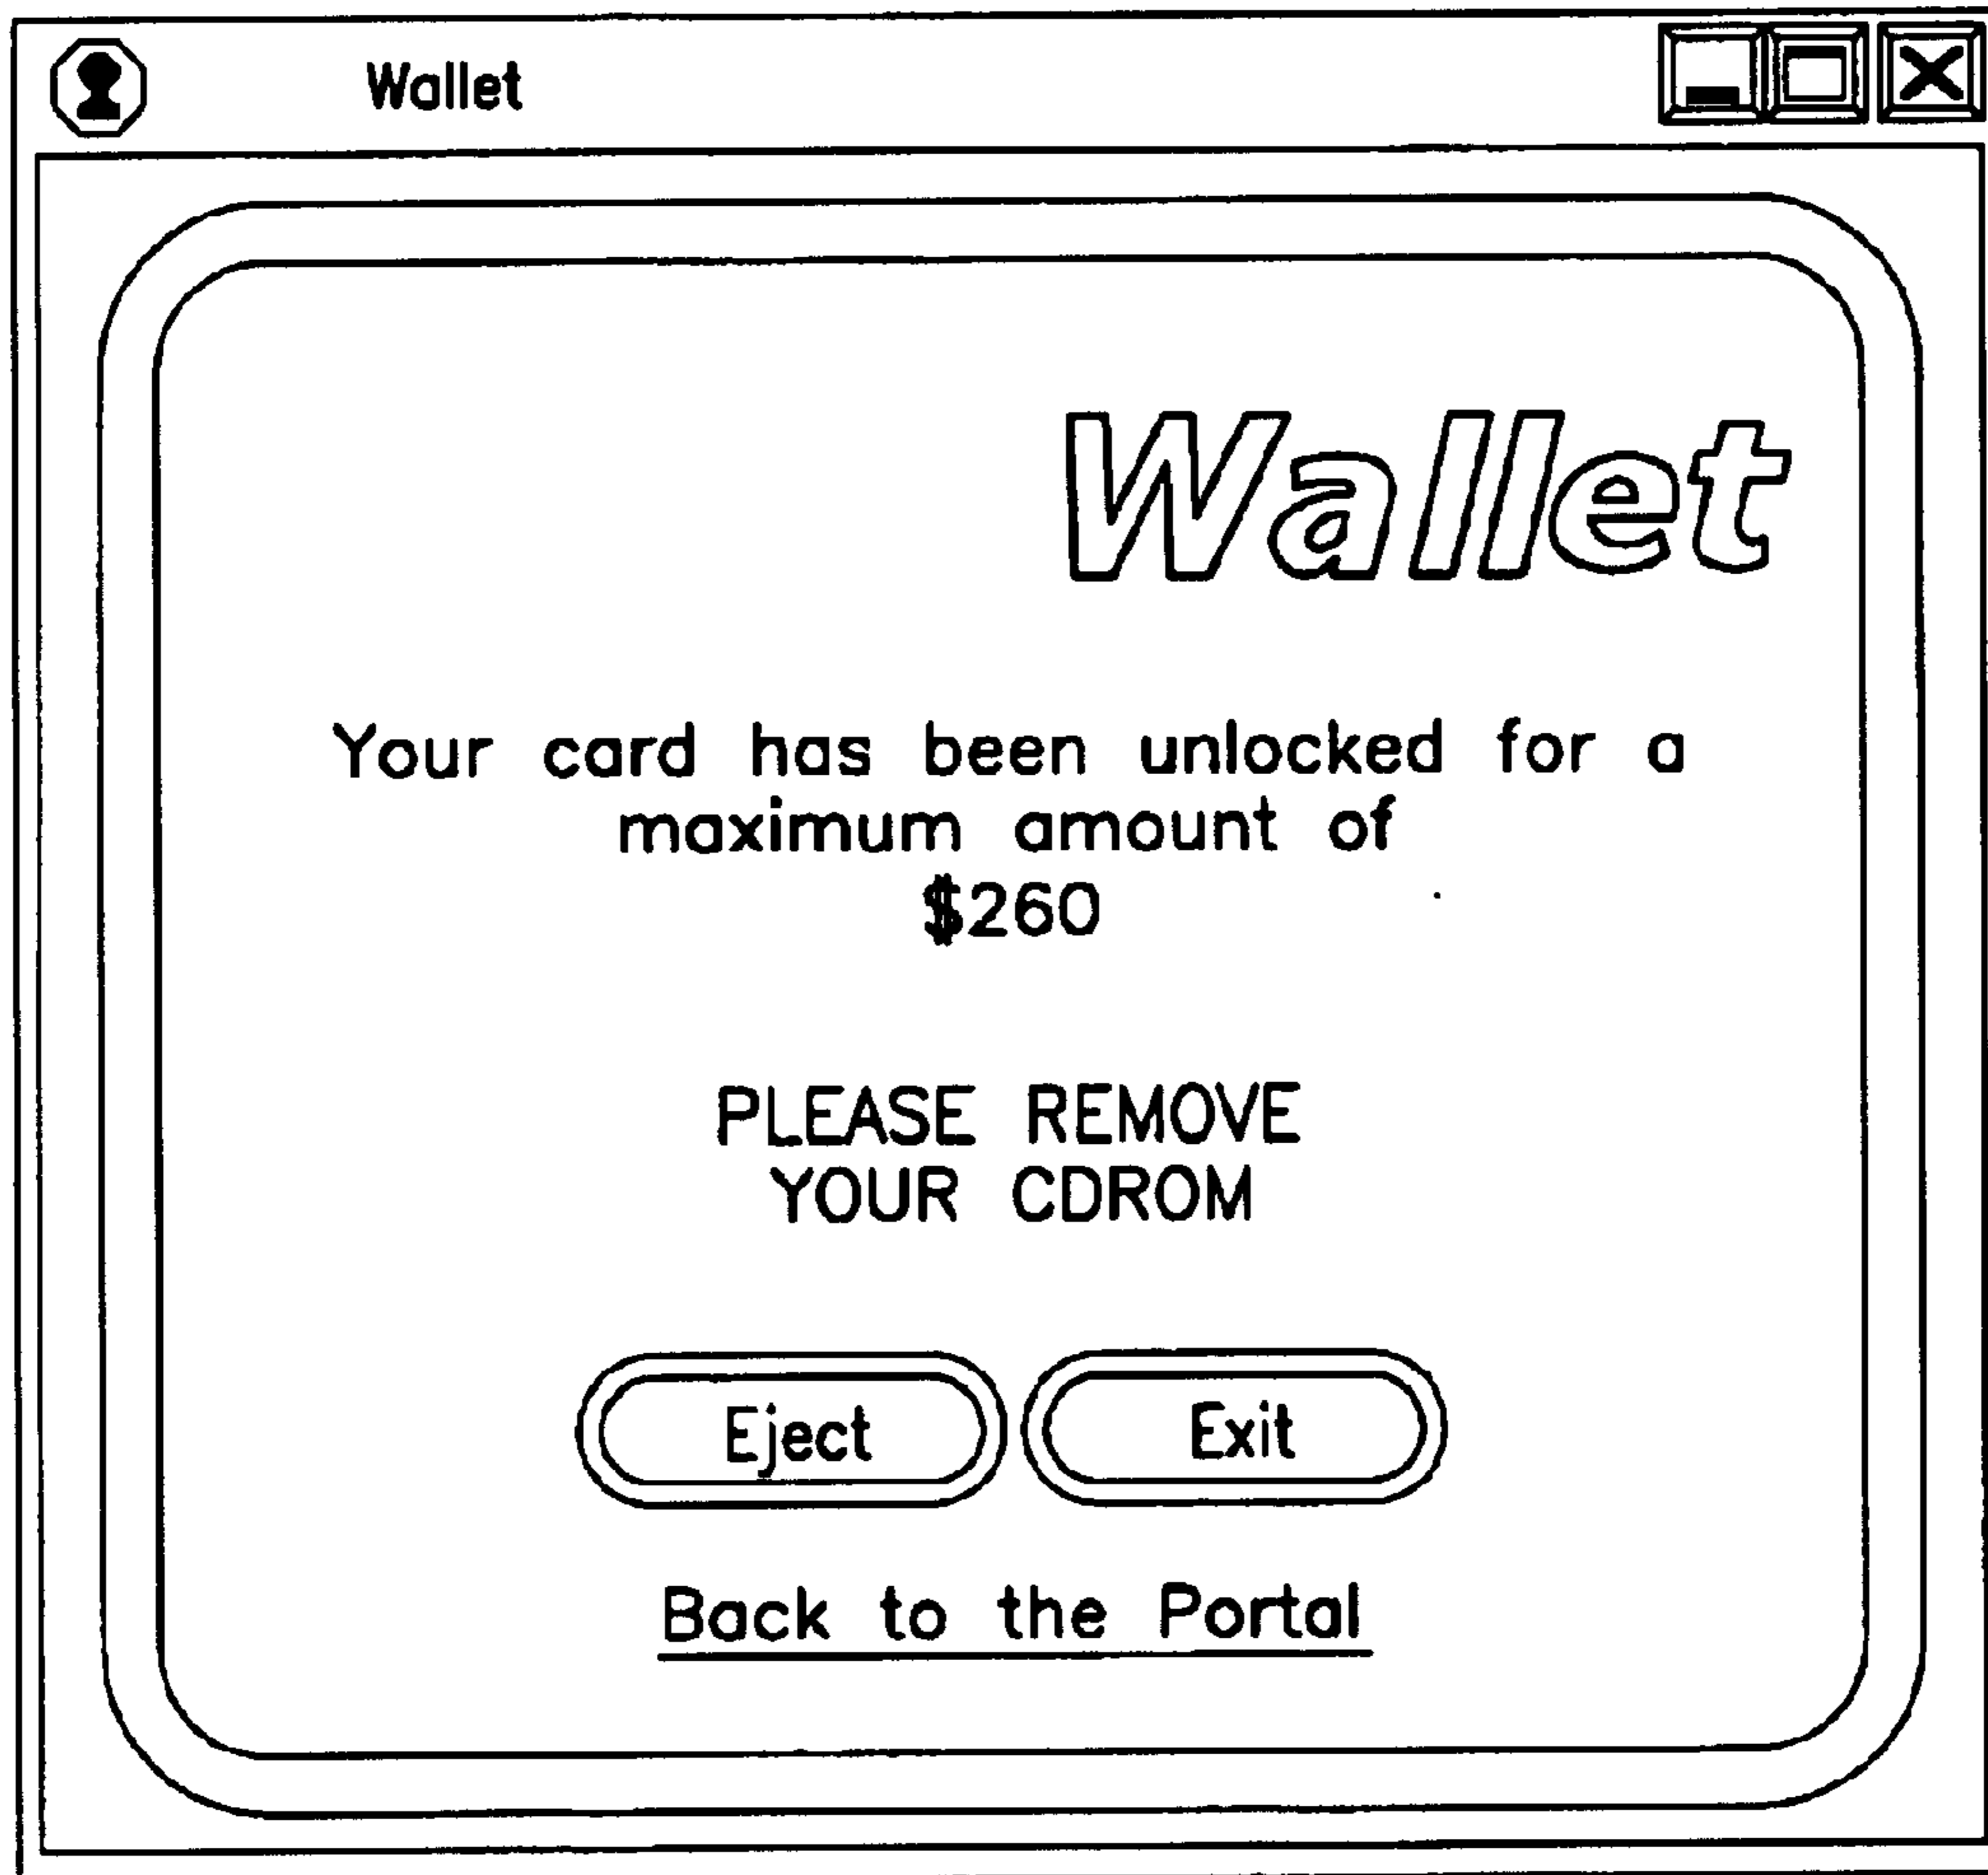 Wallet
Wallet
Your card has been unlocked for a
maximum amount of
$260
PLEASE REMOVE
YOUR CDROM
Eject Exit
Back to the Portal